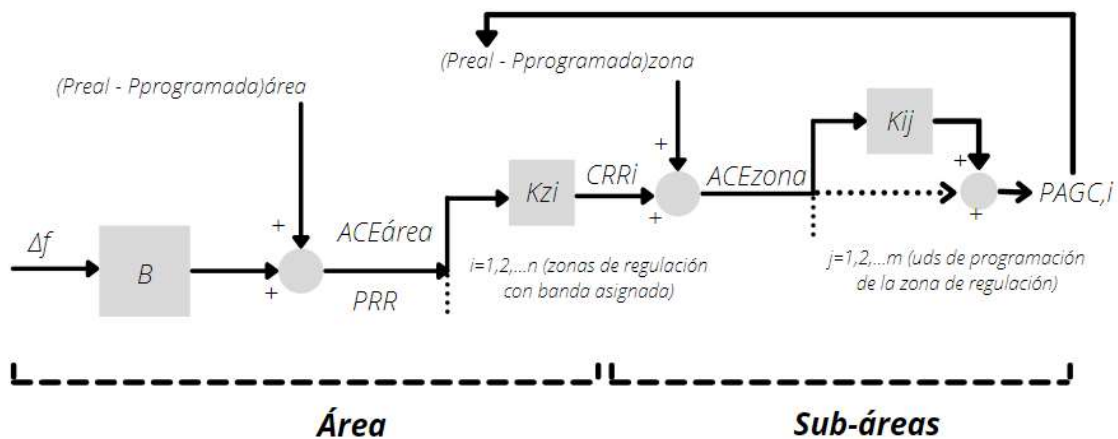 (Preal - Pprogramada)zona
(Preal - Pprogramada)área
Kij
+
+
CRRi
ACEzona
Kzi
PAGC,i
+
+
+
ACEárea
Δf
i=1,2,...n (zonas de regulación
con banda asignada)
j=1,2,...m (uds de programación
de la zona de regulación)
B
+
PRR
Área
Sub-áreas